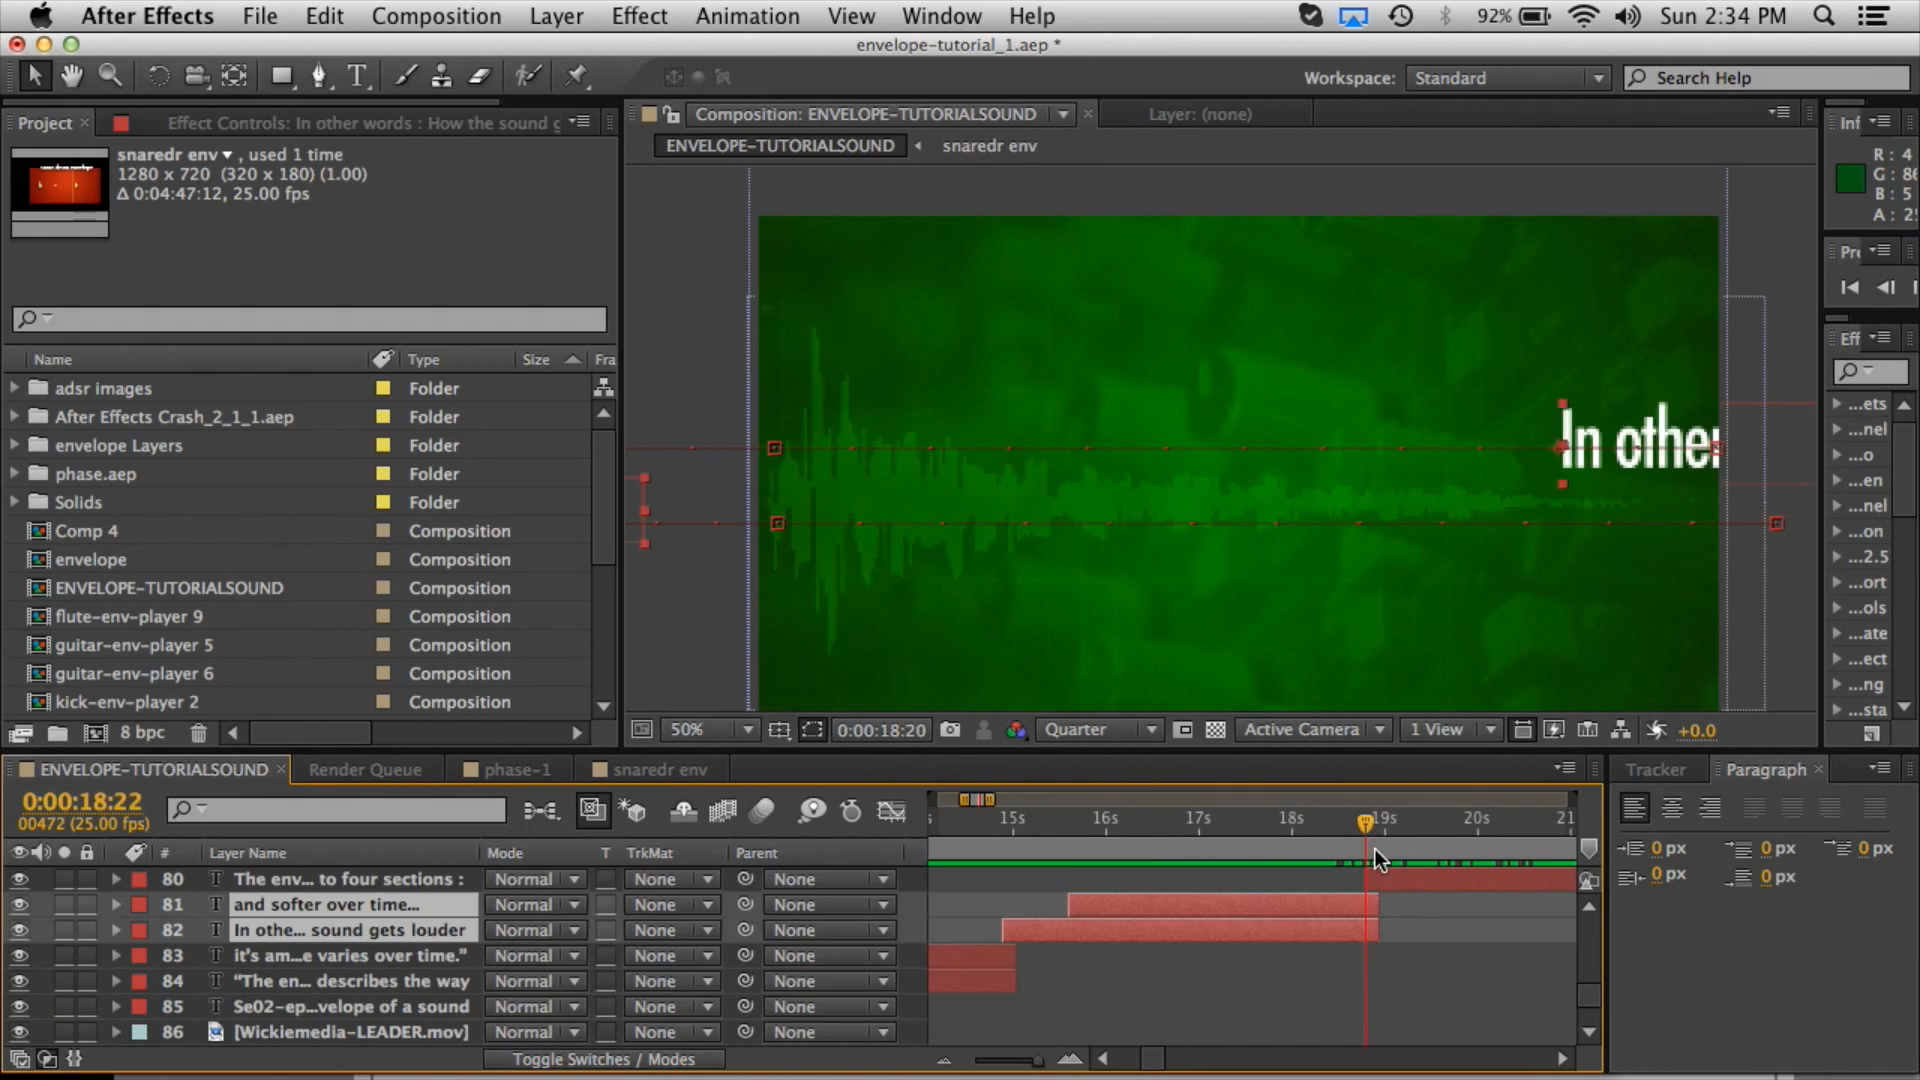 After Effects File Edit Composition Layer Effect Animation View Window Help 92% Sun 2:34 PM
envelope-tutorial_1.aep *
Workspace: Standard Search Help
Project × Effect Controls: In other words : How the sound g
Composition: ENVELOPE-TUTORIALSOUND × Layer: (none)
Inf
ENVELOPE-TUTORIALSOUND snaredr env
snaredr env , used 1 time
1280 x 720 (320 x 180) (1.00)
Δ 0:04:47:12, 25.00 fps
R: 4
G: 86
B: 5
A: 2
Pre
Eff
Name Type Size Fra
adsr images Folder
After Effects Crash_2_1_1.aep Folder
envelope Layers Folder
phase.aep Folder
Solids Folder
Comp 4 Composition
envelope Composition
ENVELOPE-TUTORIALSOUND Composition
flute-env-player 9 Composition
guitar-env-player 5 Composition
guitar-env-player 6 Composition
kick-env-player 2 Composition
8 bpc
In other
...ets
...nel
...o
...en
...nel
...on
...2.5
...ort
...ols
...ate
...ect
...ng
...sta
50% 0:00:18:20 Quarter Active Camera 1 View +0.0
ENVELOPE-TUTORIALSOUND × Render Queue phase-1 snaredr env
Tracker Paragraph ×
0:00:18:22
00472 (25.00 fps)
15s 16s 17s 18s 19s 20s 21
0 px 0 px 0 px
0 px 0 px
# Layer Name Mode T TrkMat Parent
80 T The env... to four sections : Normal None None
81 T and softer over time... Normal None None
82 T In othe... sound gets louder Normal None None
83 T it's am...e varies over time." Normal None None
84 T "The en... describes the way Normal None None
85 T Se02-ep...velope of a sound Normal None None
86 [Wickiemedia-LEADER.mov] Normal None None
Toggle Switches / Modes